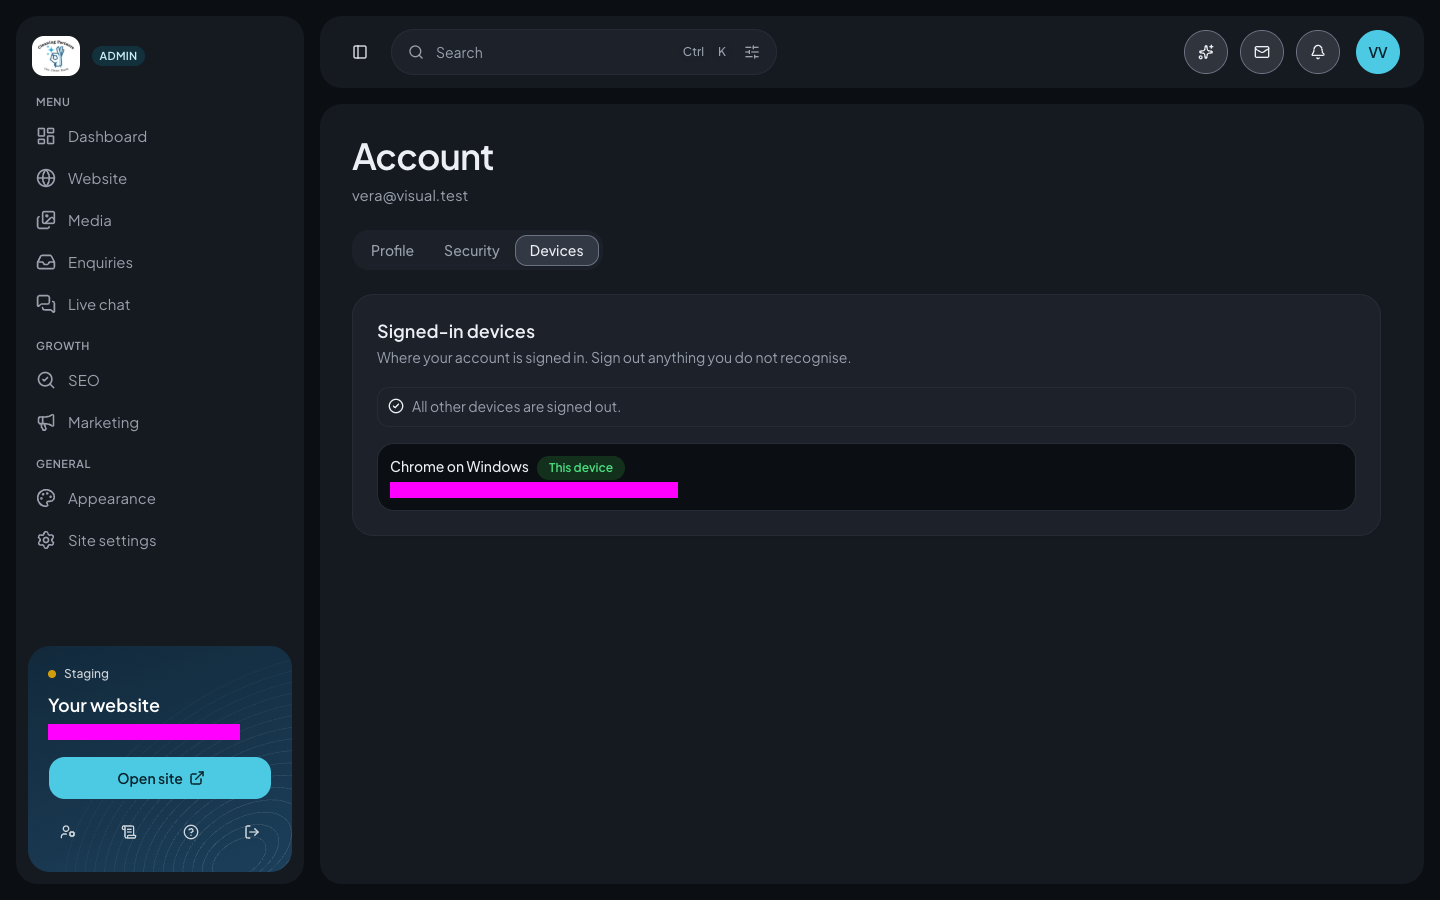 ADMIN
MENU
Dashboard
Website
Media
Enquiries
Live chat
GROWTH
SEO
Marketing
GENERAL
Appearance
Site settings
Staging
Your website
Open site
Search
Ctrl K
VV
Account
vera@visual.test
Profile
Security
Devices
Signed-in devices
Where your account is signed in. Sign out anything you do not recognise.
All other devices are signed out.
Chrome on Windows
This device